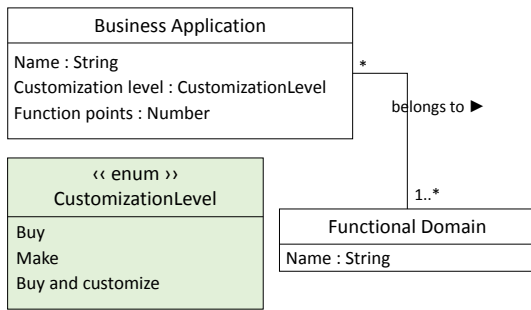 Business Application
Name : String
Customization level : CustomizationLevel
Function points : Number
*
belongs to ►
1..*
‹‹ enum ››
CustomizationLevel
Buy
Make
Buy and customize
Functional Domain
Name : String